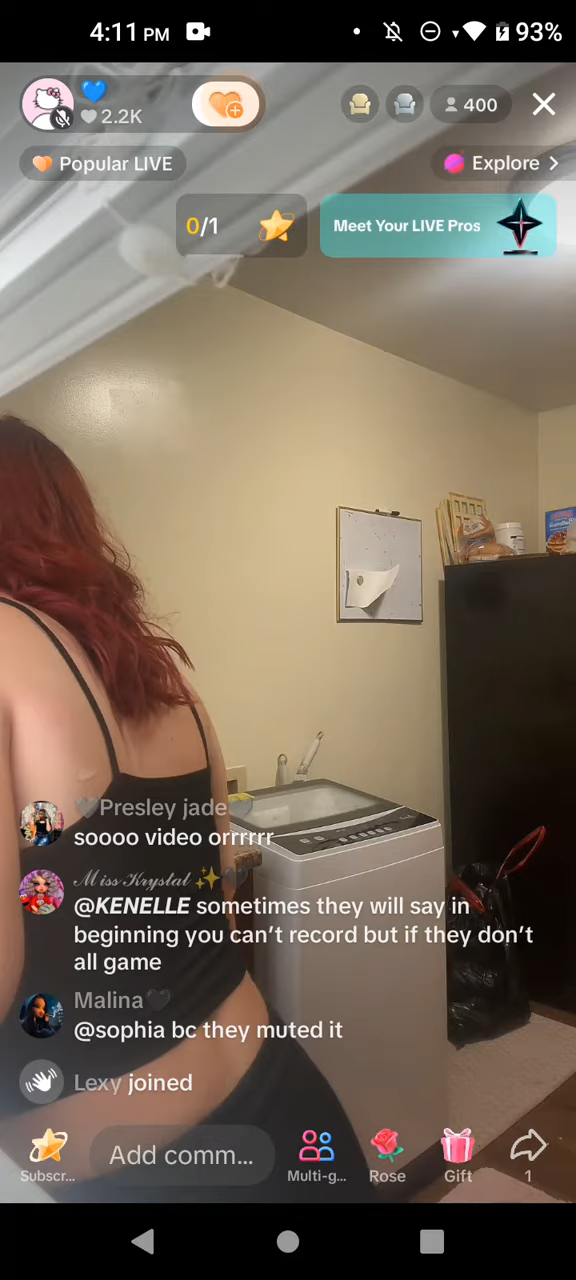 4:11 PM
93%
💙
2.2K
400
Popular LIVE
Explore >
0/1
Meet Your LIVE Pros
🤍Presley jade💛
soooo video orrrrrr
𝓜𝓲𝓼𝓼 𝓚𝓻𝔂𝓼𝓽𝓪𝓵 ✨🖤
@KENELLE sometimes they will say in
beginning you can't record but if they don't
all game
Malina🖤
@sophia bc they muted it
Lexy joined
Subscr...
Add comm...
Multi-g...
Rose
Gift
1